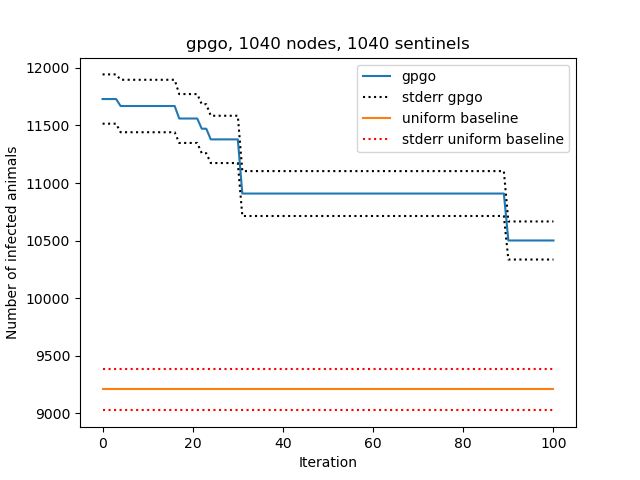 gpgo, 1040 nodes, 1040 sentinels
12000
11500
11000
10500
10000
9500
9000
Number of infected animals
gpgo
stderr gpgo
uniform baseline
stderr uniform baseline
0
20
40
60
80
100
Iteration